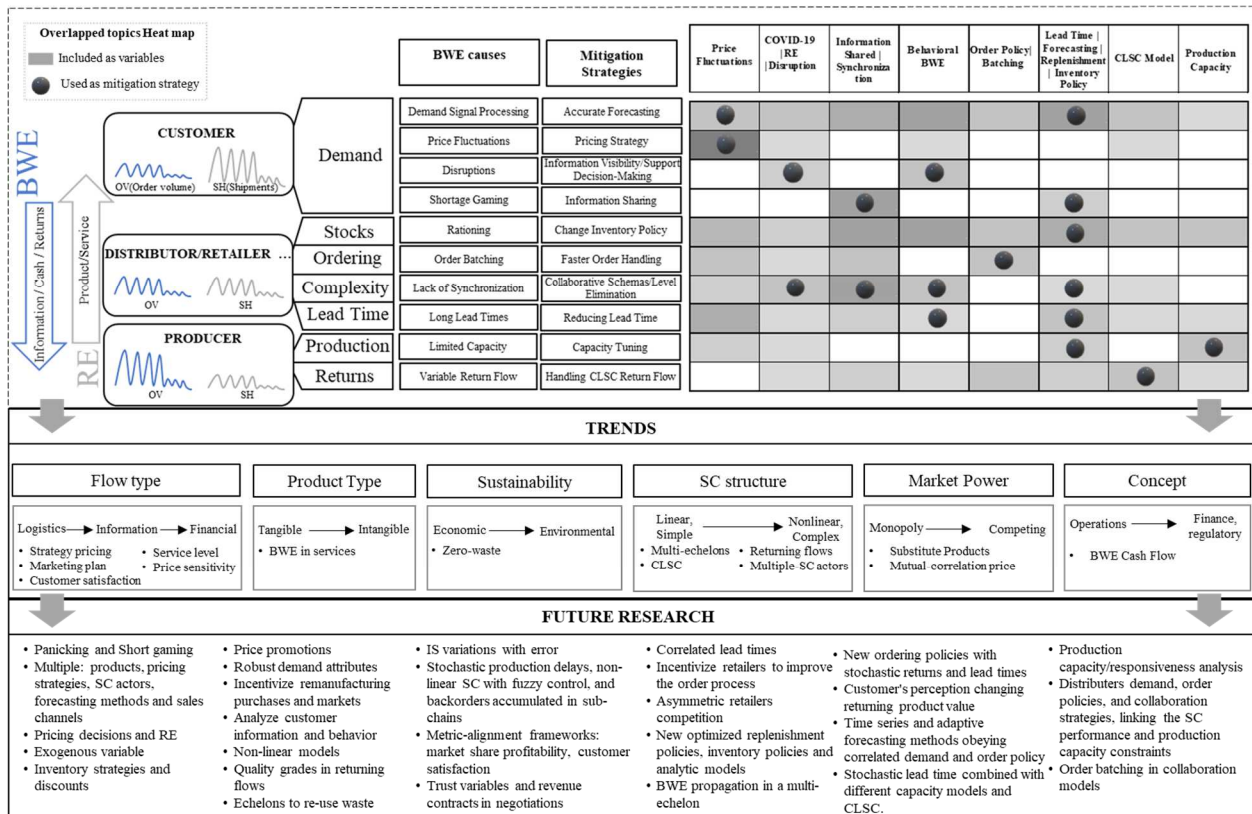 Overlapped topics Heat map
Included as variables
Used as mitigation strategy
BWE causes
Mitigation
Strategies
Price
Fluctuations
COVID-19
|RE
|Disruption
Information
Shared |
Synchroniza
tion
Behavioral
BWE
Order Policy|
Batching
Lead Time |
Forecasting |
Replenishment
| Inventory
Policy
CLSC Model
Production
Capacity
BWE
Information / Cash / Returns
Product/Service
RE
CUSTOMER
OV(Order volume)
SH(Shipments)
DISTRIBUTOR/RETAILER ...
OV
SH
PRODUCER
OV
SH
Demand
Stocks
Ordering
Complexity
Lead Time
Production
Returns
Demand Signal Processing
Accurate Forecasting
Price Fluctuations
Pricing Strategy
Disruptions
Information Visibility/Support
Decision-Making
Shortage Gaming
Information Sharing
Rationing
Change Inventory Policy
Order Batching
Faster Order Handling
Lack of Synchronization
Collaborative Schemas/Level
Elimination
Long Lead Times
Reducing Lead Time
Limited Capacity
Capacity Tuning
Variable Return Flow
Handling CLSC Return Flow
TRENDS
Flow type
Logistics
Information
Financial
• Strategy pricing
• Marketing plan
• Customer satisfaction
• Service level
• Price sensitivity
Product Type
Tangible
Intangible
• BWE in services
Sustainability
Economic
Environmental
• Zero-waste
SC structure
Linear,
Simple
Nonlinear,
Complex
• Multi-echelons
• CLSC
• Returning flows
• Multiple-SC actors
Market Power
Monopoly
Competing
• Substitute Products
• Mutual-correlation price
Concept
Operations
Finance,
regulatory
• BWE Cash Flow
FUTURE RESEARCH
• Panicking and Short gaming
• Multiple: products, pricing
strategies, SC actors,
forecasting methods and sales
channels
• Pricing decisions and RE
• Exogenous variable
• Inventory strategies and
discounts
• Price promotions
• Robust demand attributes
• Incentivize remanufacturing
purchases and markets
• Analyze customer
information and behavior
• Non-linear models
• Quality grades in returning
flows
• Echelons to re-use waste
• IS variations with error
• Stochastic production delays, non-
linear SC with fuzzy control, and
backorders accumulated in sub-
chains
• Metric-alignment frameworks:
market share profitability, customer
satisfaction
• Trust variables and revenue
contracts in negotiations
• Correlated lead times
• Incentivize retailers to improve
the order process
• Asymmetric retailers
competition
• New optimized replenishment
policies, inventory policies and
analytic models
• BWE propagation in a multi-
echelon
• New ordering policies with
stochastic returns and lead times
• Customer's perception changing
returning product value
• Time series and adaptive
forecasting methods obeying
correlated demand and order policy
• Stochastic lead time combined with
different capacity models and
CLSC.
• Production
capacity/responsiveness analysis
• Distributers demand, order
policies, and collaboration
strategies, linking the SC
performance and production
capacity constraints
• Order batching in collaboration
models